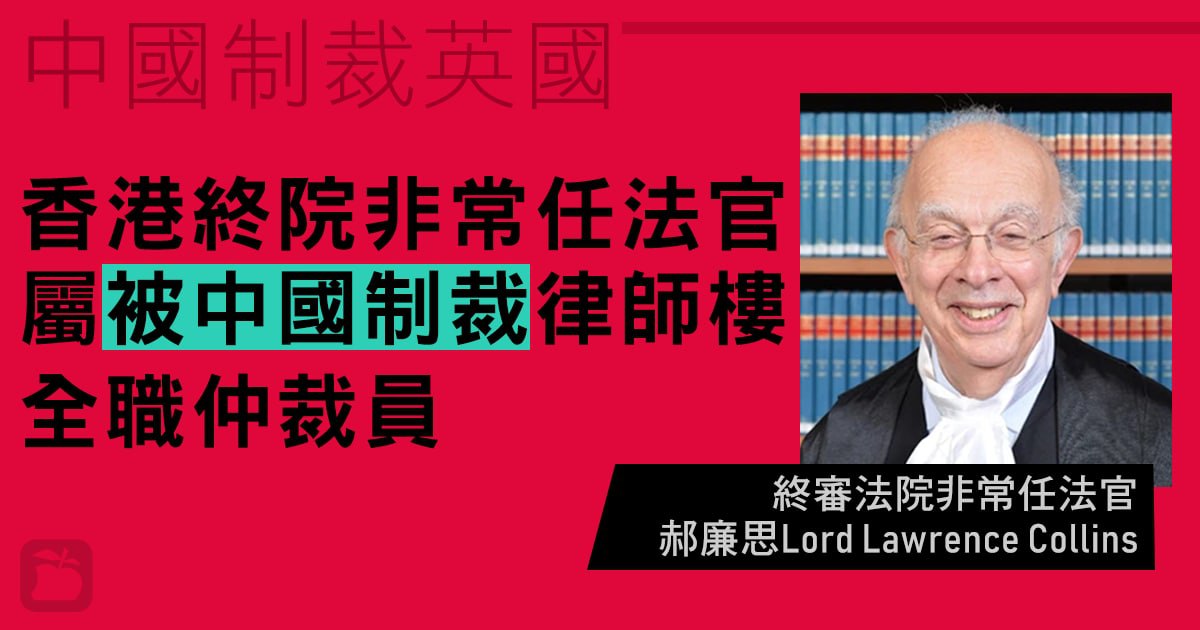 中國制裁英國
香港終院非常任法官
屬被中國制裁律師樓
全職仲裁員
終審法院非常任法官
郝廉思Lord Lawrence Collins